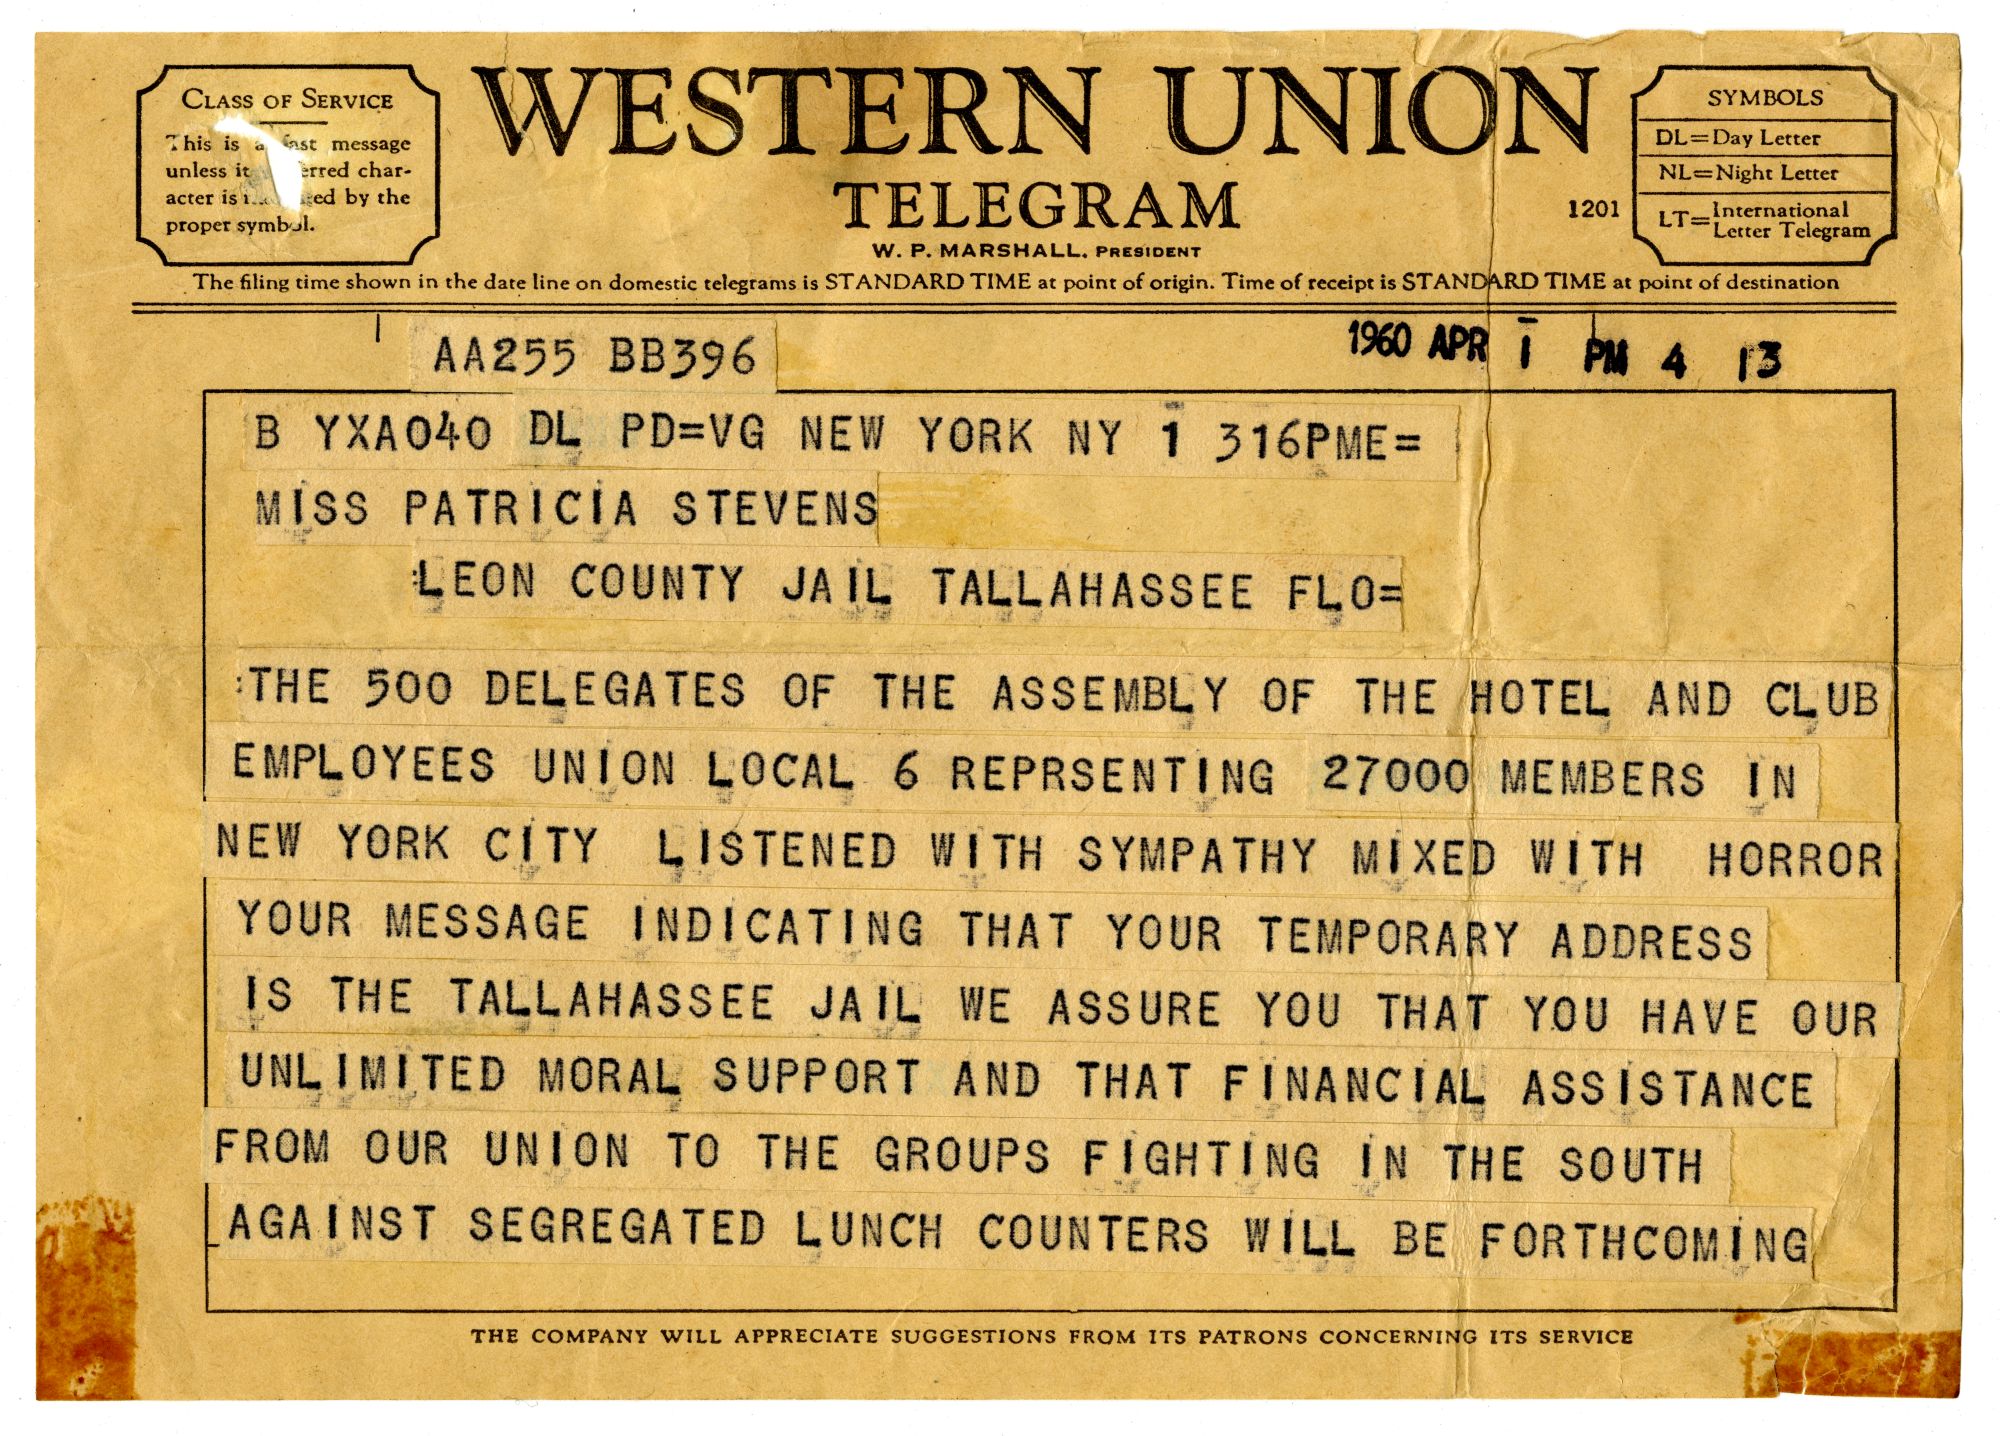 CLASS OF SERVICE
This is a fast message
unless it erred char-
acter is ed by the
proper symbol.
WESTERN UNION
TELEGRAM
W. P. MARSHALL, PRESIDENT
1201
SYMBOLS
DL=Day Letter
NL=Night Letter
LT=International
Letter Telegram
The filing time shown in the date line on domestic telegrams is STANDARD TIME at point of origin. Time of receipt is STANDARD TIME at point of destination
AA255 BB396
1960 APR 1 PM 4 13
B YXA040 DL PD=VG NEW YORK NY 1 316PME=
MISS PATRICIA STEVENS
:LEON COUNTY JAIL TALLAHASSEE FLO=
:THE 500 DELEGATES OF THE ASSEMBLY OF THE HOTEL AND CLUB
EMPLOYEES UNION LOCAL 6 REPRSENTING 27000 MEMBERS IN
NEW YORK CITY LISTENED WITH SYMPATHY MIXED WITH HORROR
YOUR MESSAGE INDICATING THAT YOUR TEMPORARY ADDRESS
IS THE TALLAHASSEE JAIL WE ASSURE YOU THAT YOU HAVE OUR
UNLIMITED MORAL SUPPORT AND THAT FINANCIAL ASSISTANCE
FROM OUR UNION TO THE GROUPS FIGHTING IN THE SOUTH
AGAINST SEGREGATED LUNCH COUNTERS WILL BE FORTHCOMING
THE COMPANY WILL APPRECIATE SUGGESTIONS FROM ITS PATRONS CONCERNING ITS SERVICE